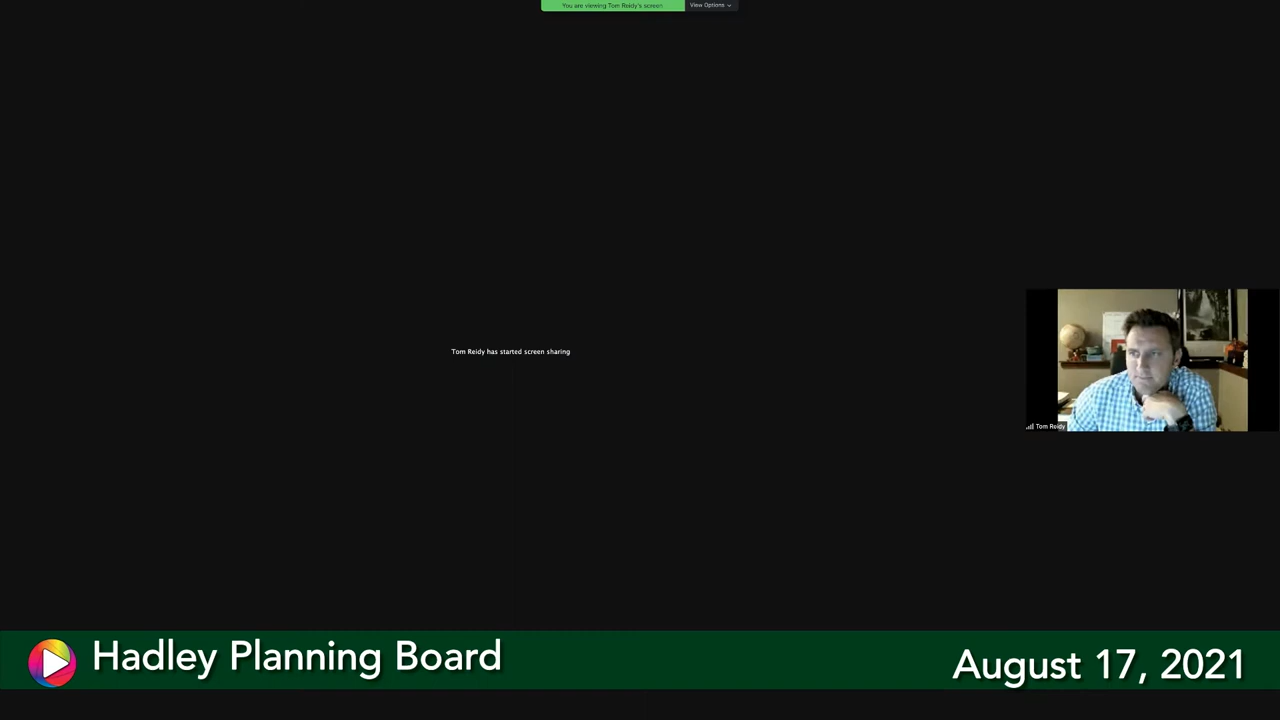 You are viewing Tom Reidy's screen
View Options
Tom Reidy has started screen sharing
Tom Reidy
Hadley Planning Board
August 17, 2021